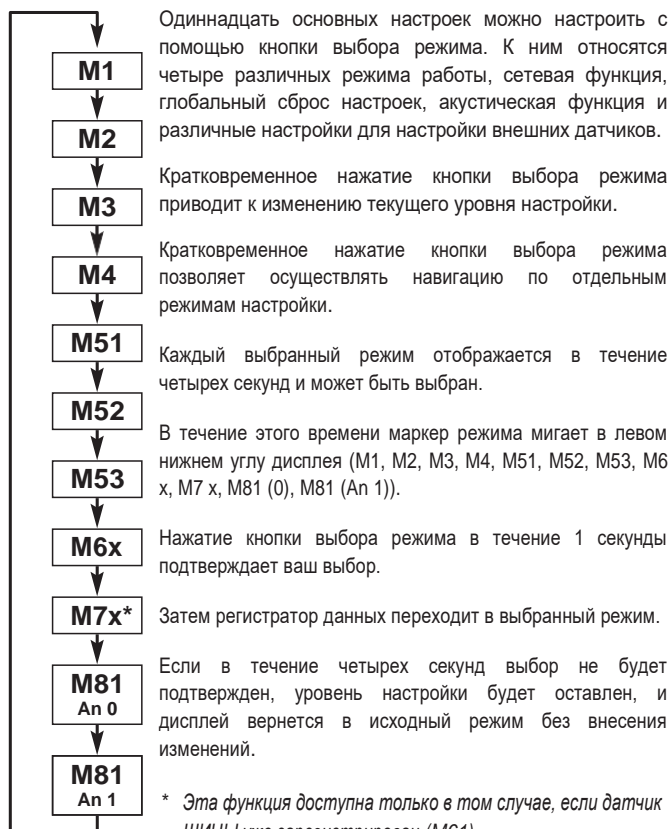 M1
M2
M3
M4
M51
M52
M53
M6x
M7x*
M81
An 0
M81
An 1
Одиннадцать основных настроек можно настроить с
помощью кнопки выбора режима. К ним относятся
четыре различных режима работы, сетевая функция,
глобальный сброс настроек, акустическая функция и
различные настройки для настройки внешних датчиков.
Кратковременное нажатие кнопки выбора режима
приводит к изменению текущего уровня настройки.
Кратковременное нажатие кнопки выбора режима
позволяет осуществлять навигацию по отдельным
режимам настройки.
Каждый выбранный режим отображается в течение
четырех секунд и может быть выбран.
В течение этого времени маркер режима мигает в левом
нижнем углу дисплея (M1, M2, M3, M4, M51, M52, M53, M6
x, M7 x, M81 (0), M81 (An 1)).
Нажатие кнопки выбора режима в течение 1 секунды
подтверждает ваш выбор.
Затем регистратор данных переходит в выбранный режим.
Если в течение четырех секунд выбор не будет
подтвержден, уровень настройки будет оставлен, и
дисплей вернется в исходный режим без внесения
изменений.
* Эта функция доступна только в том случае, если датчик